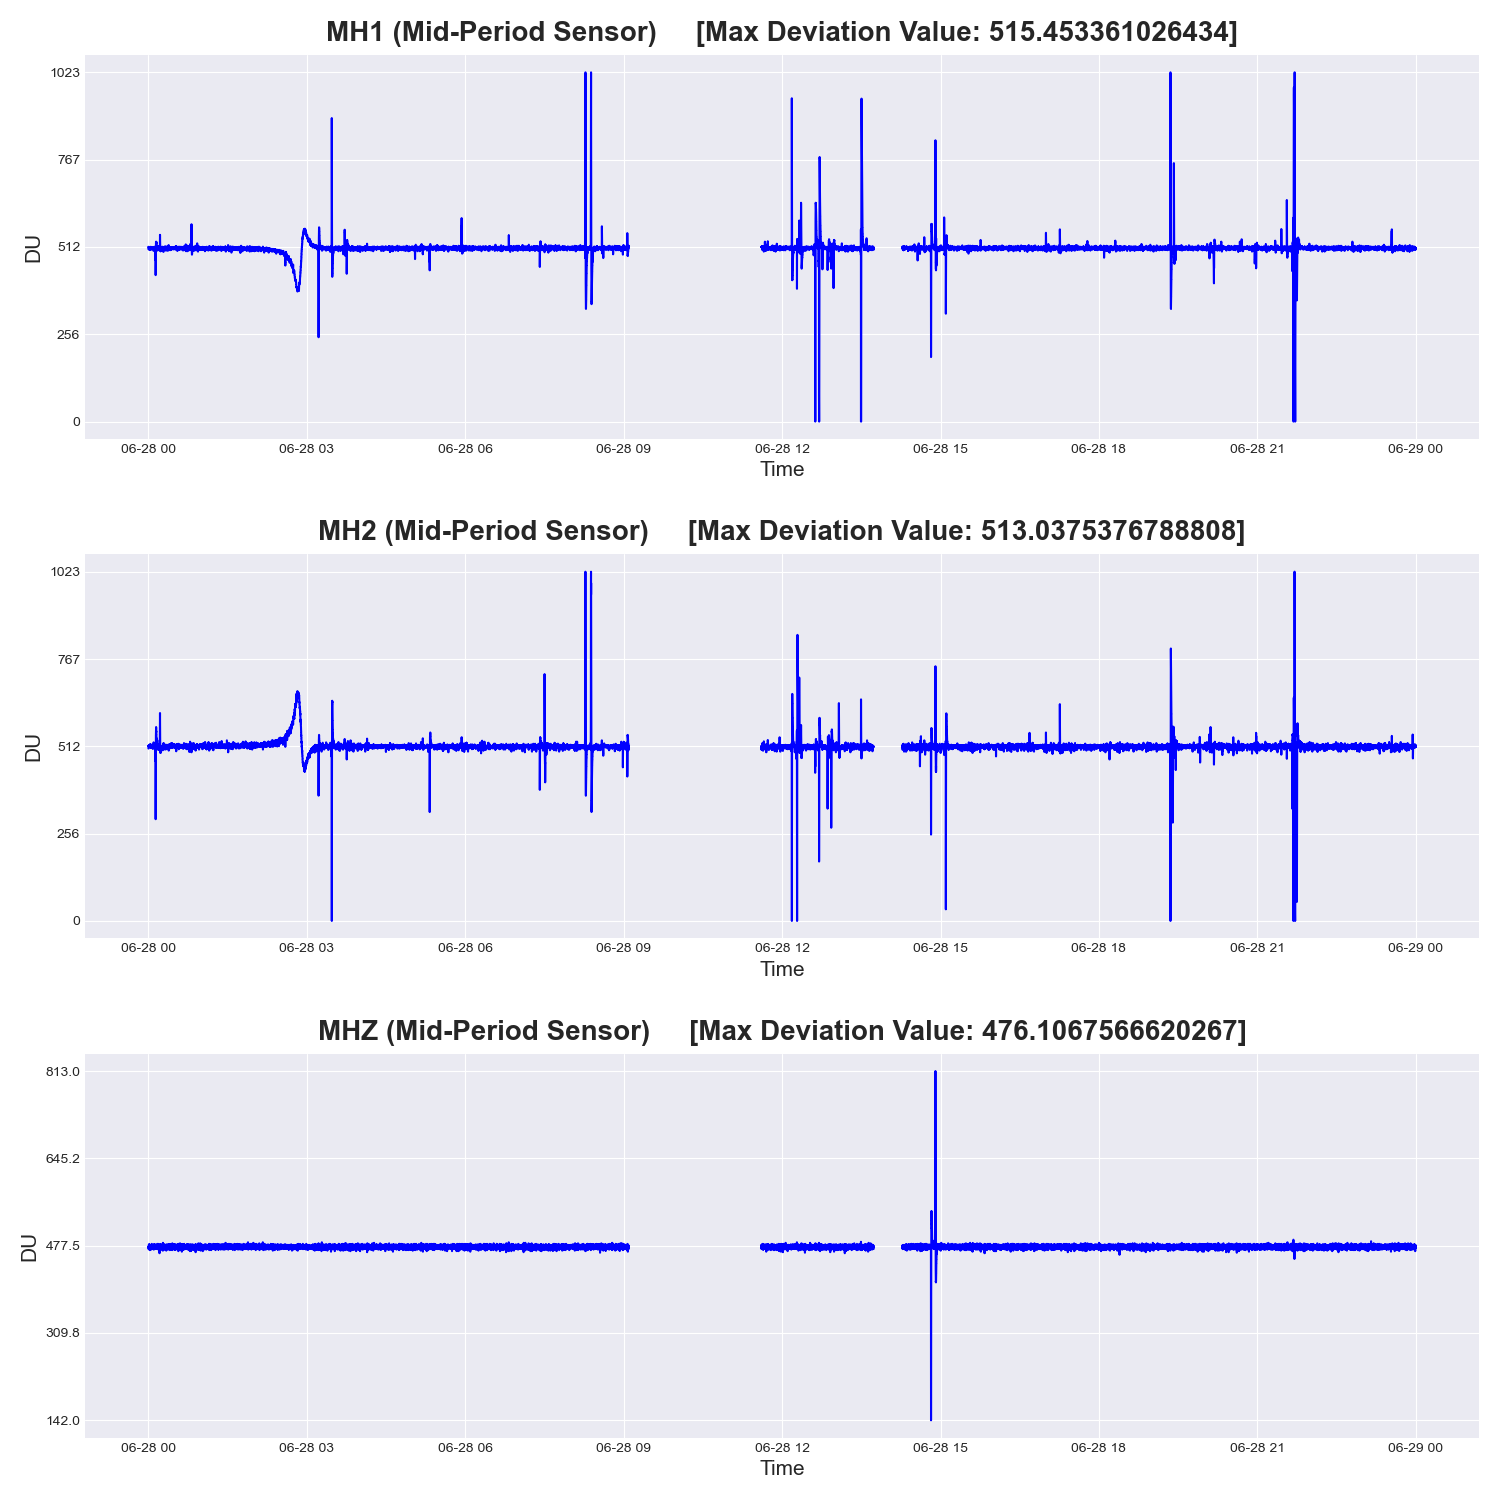 MH1 (Mid-Period Sensor) [Max Deviation Value: 515.453361026434]
1023
767
512
256
0
DU
06-28 00 06-28 03 06-28 06 06-28 09 06-28 12 06-28 15 06-28 18 06-28 21 06-29 00
Time
MH2 (Mid-Period Sensor) [Max Deviation Value: 513.0375376788808]
1023
767
512
256
0
DU
06-28 00 06-28 03 06-28 06 06-28 09 06-28 12 06-28 15 06-28 18 06-28 21 06-29 00
Time
MHZ (Mid-Period Sensor) [Max Deviation Value: 476.1067566620267]
813.0
645.2
477.5
309.8
142.0
DU
06-28 00 06-28 03 06-28 06 06-28 09 06-28 12 06-28 15 06-28 18 06-28 21 06-29 00
Time